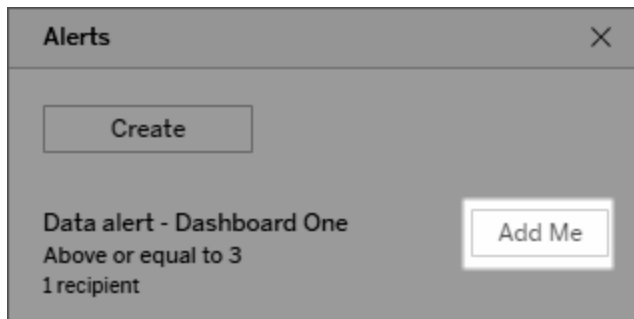 Alerts
Create
Data alert - Dashboard One
Add Me
Above or equal to 3
1 recipient